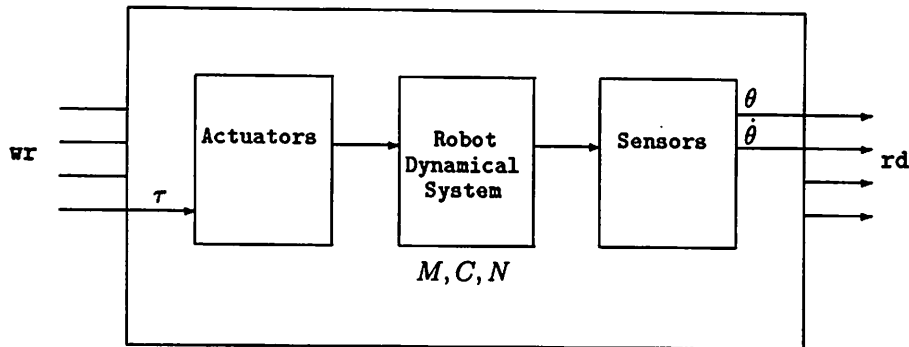 wr
τ
Actuators
Robot
Dynamical
System
M, C, N
Sensors
θ
θ̇
rd